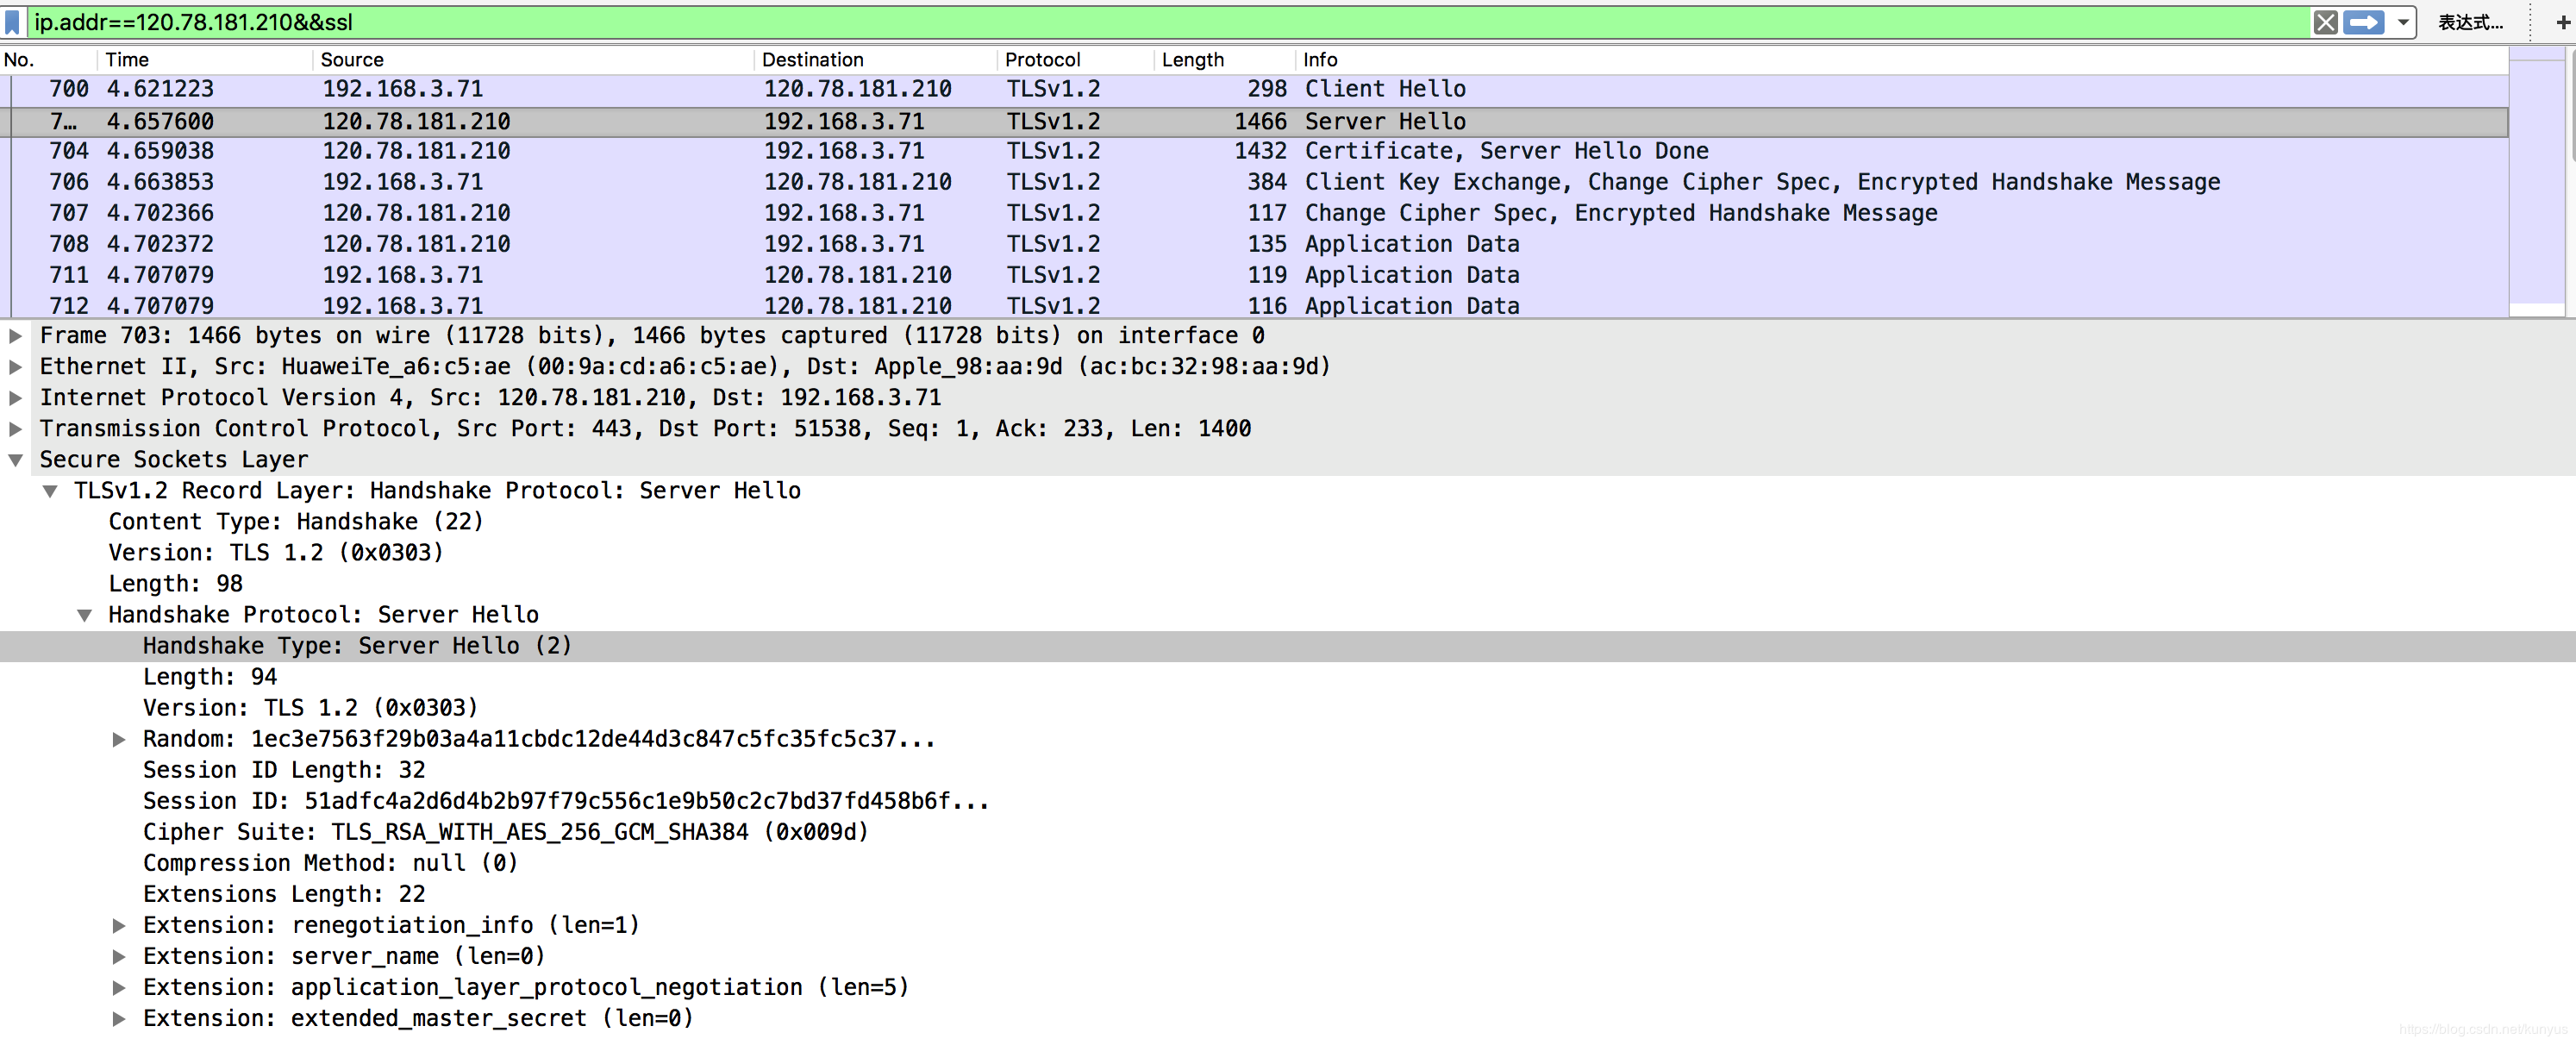 ip.addr==120.78.181.210&&ssl 表达式... +
No. Time Source Destination Protocol Length Info
700 4.621223 192.168.3.71 120.78.181.210 TLSv1.2 298 Client Hello
7... 4.657600 120.78.181.210 192.168.3.71 TLSv1.2 1466 Server Hello
704 4.659038 120.78.181.210 192.168.3.71 TLSv1.2 1432 Certificate, Server Hello Done
706 4.663853 192.168.3.71 120.78.181.210 TLSv1.2 384 Client Key Exchange, Change Cipher Spec, Encrypted Handshake Message
707 4.702366 120.78.181.210 192.168.3.71 TLSv1.2 117 Change Cipher Spec, Encrypted Handshake Message
708 4.702372 120.78.181.210 192.168.3.71 TLSv1.2 135 Application Data
711 4.707079 192.168.3.71 120.78.181.210 TLSv1.2 119 Application Data
712 4.707079 192.168.3.71 120.78.181.210 TLSv1.2 116 Application Data
Frame 703: 1466 bytes on wire (11728 bits), 1466 bytes captured (11728 bits) on interface 0
Ethernet II, Src: HuaweiTe_a6:c5:ae (00:9a:cd:a6:c5:ae), Dst: Apple_98:aa:9d (ac:bc:32:98:aa:9d)
Internet Protocol Version 4, Src: 120.78.181.210, Dst: 192.168.3.71
Transmission Control Protocol, Src Port: 443, Dst Port: 51538, Seq: 1, Ack: 233, Len: 1400
Secure Sockets Layer
TLSv1.2 Record Layer: Handshake Protocol: Server Hello
Content Type: Handshake (22)
Version: TLS 1.2 (0x0303)
Length: 98
Handshake Protocol: Server Hello
Handshake Type: Server Hello (2)
Length: 94
Version: TLS 1.2 (0x0303)
Random: 1ec3e7563f29b03a4a11cbdc12de44d3c847c5fc35fc5c37...
Session ID Length: 32
Session ID: 51adfc4a2d6d4b2b97f79c556c1e9b50c2c7bd37fd458b6f...
Cipher Suite: TLS_RSA_WITH_AES_256_GCM_SHA384 (0x009d)
Compression Method: null (0)
Extensions Length: 22
Extension: renegotiation_info (len=1)
Extension: server_name (len=0)
Extension: application_layer_protocol_negotiation (len=5)
Extension: extended_master_secret (len=0)
https://blog.csdn.net/kunyus